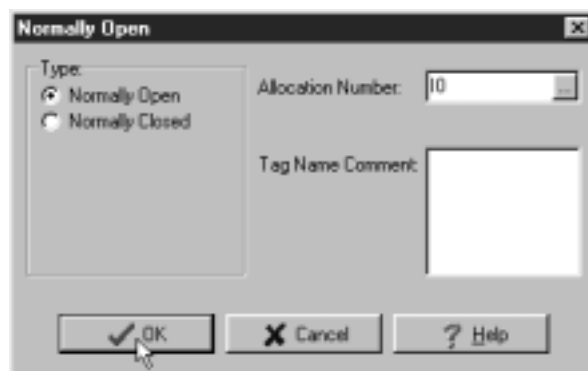 Normally Open
Type:
Normally Open
Normally Closed
Allocation Number:
I0
...
Tag Name Comment:
OK
Cancel
? Help